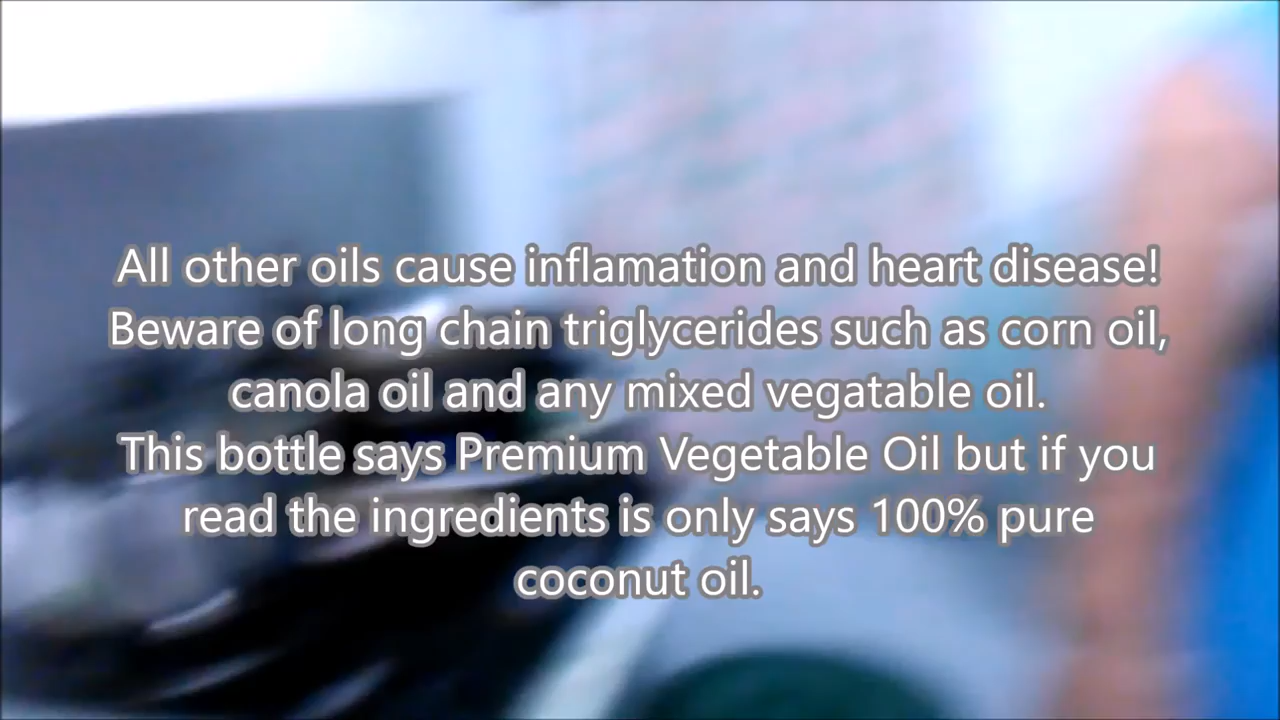 All other oils cause inflamation and heart disease!
Beware of long chain triglycerides such as corn oil,
canola oil and any mixed vegatable oil.
This bottle says Premium Vegetable Oil but if you
read the ingredients is only says 100% pure
coconut oil.